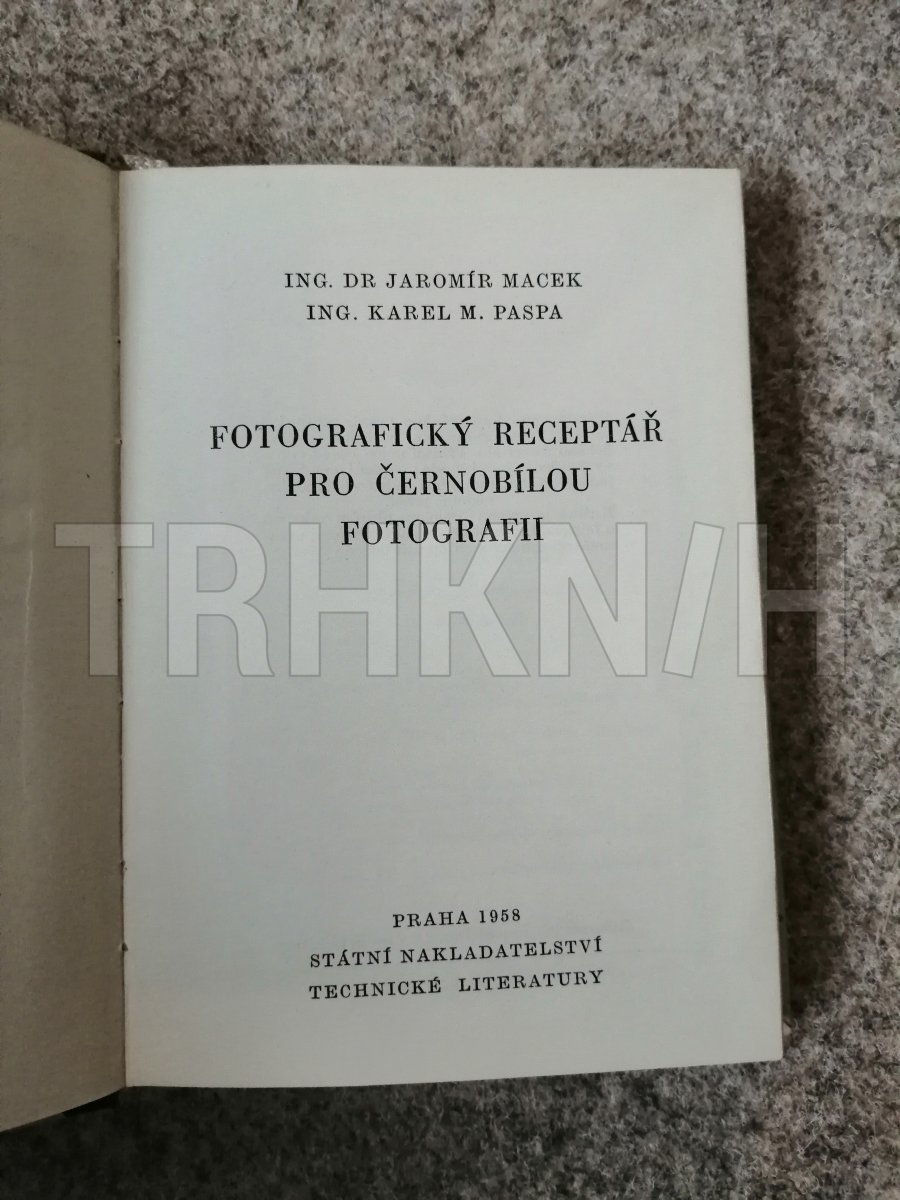 ING. DR JAROMÍR MACEK
ING. KAREL M. PASPA
FOTOGRAFICKÝ RECEPTÁŘ
PRO ČERNOBÍLOU
FOTOGRAFII
TRHKNIH
PRAHA 1958
STÁTNÍ NAKLADATELSTVÍ
TECHNICKÉ LITERATURY